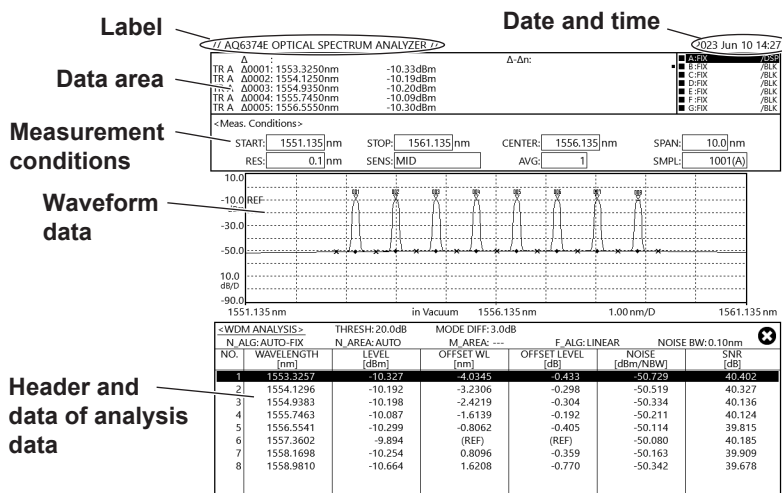 Label
Date and time
// AQ6374E OPTICAL SPECTRUM ANALYZER //
2023 Jun 10 14:27
Data area
Δ :
Δ-Δn:
TR A Δ0001: 1553.3250nm -10.33dBm
TR A Δ0002: 1554.1250nm -10.19dBm
TR A Δ0003: 1554.9350nm -10.20dBm
TR A Δ0004: 1555.7450nm -10.09dBm
TR A Δ0005: 1556.5550nm -10.30dBm
A:FIX /DSP
B:FIX /BLK
C:FIX /BLK
D:FIX /BLK
E:FIX /BLK
F:FIX /BLK
G:FIX /BLK
Measurement
conditions
<Meas. Conditions>
START: 1551.135 nm STOP: 1561.135 nm CENTER: 1556.135 nm SPAN: 10.0 nm
RES: 0.1 nm SENS: MID AVG: 1 SMPL: 1001(A)
Waveform
data
10.0
001 002 003 004 005 006 007 008
-10.0 REF
-30.0
-50.0
10.0
dB/D
-90.0
1551.135 nm in Vacuum 1556.135 nm 1.00 nm/D 1561.135 nm
Header and
data of analysis
data
<WDM ANALYSIS> THRESH: 20.0dB MODE DIFF: 3.0dB
N_ALG: AUTO-FIX N_AREA: AUTO M_AREA: --- F_ALG: LINEAR NOISE BW: 0.10nm
NO. WAVELENGTH LEVEL OFFSET WL OFFSET LEVEL NOISE SNR
[nm] [dBm] [nm] [dB] [dBm/NBW] [dB]
1 1553.3257 -10.327 -4.0345 -0.433 -50.729 40.402
2 1554.1296 -10.192 -3.2306 -0.298 -50.519 40.327
3 1554.9383 -10.198 -2.4219 -0.304 -50.334 40.136
4 1555.7463 -10.087 -1.6139 -0.192 -50.211 40.124
5 1556.5541 -10.299 -0.8062 -0.405 -50.114 39.815
6 1557.3602 -9.894 (REF) (REF) -50.080 40.185
7 1558.1698 -10.254 0.8096 -0.359 -50.163 39.909
8 1558.9810 -10.664 1.6208 -0.770 -50.342 39.678